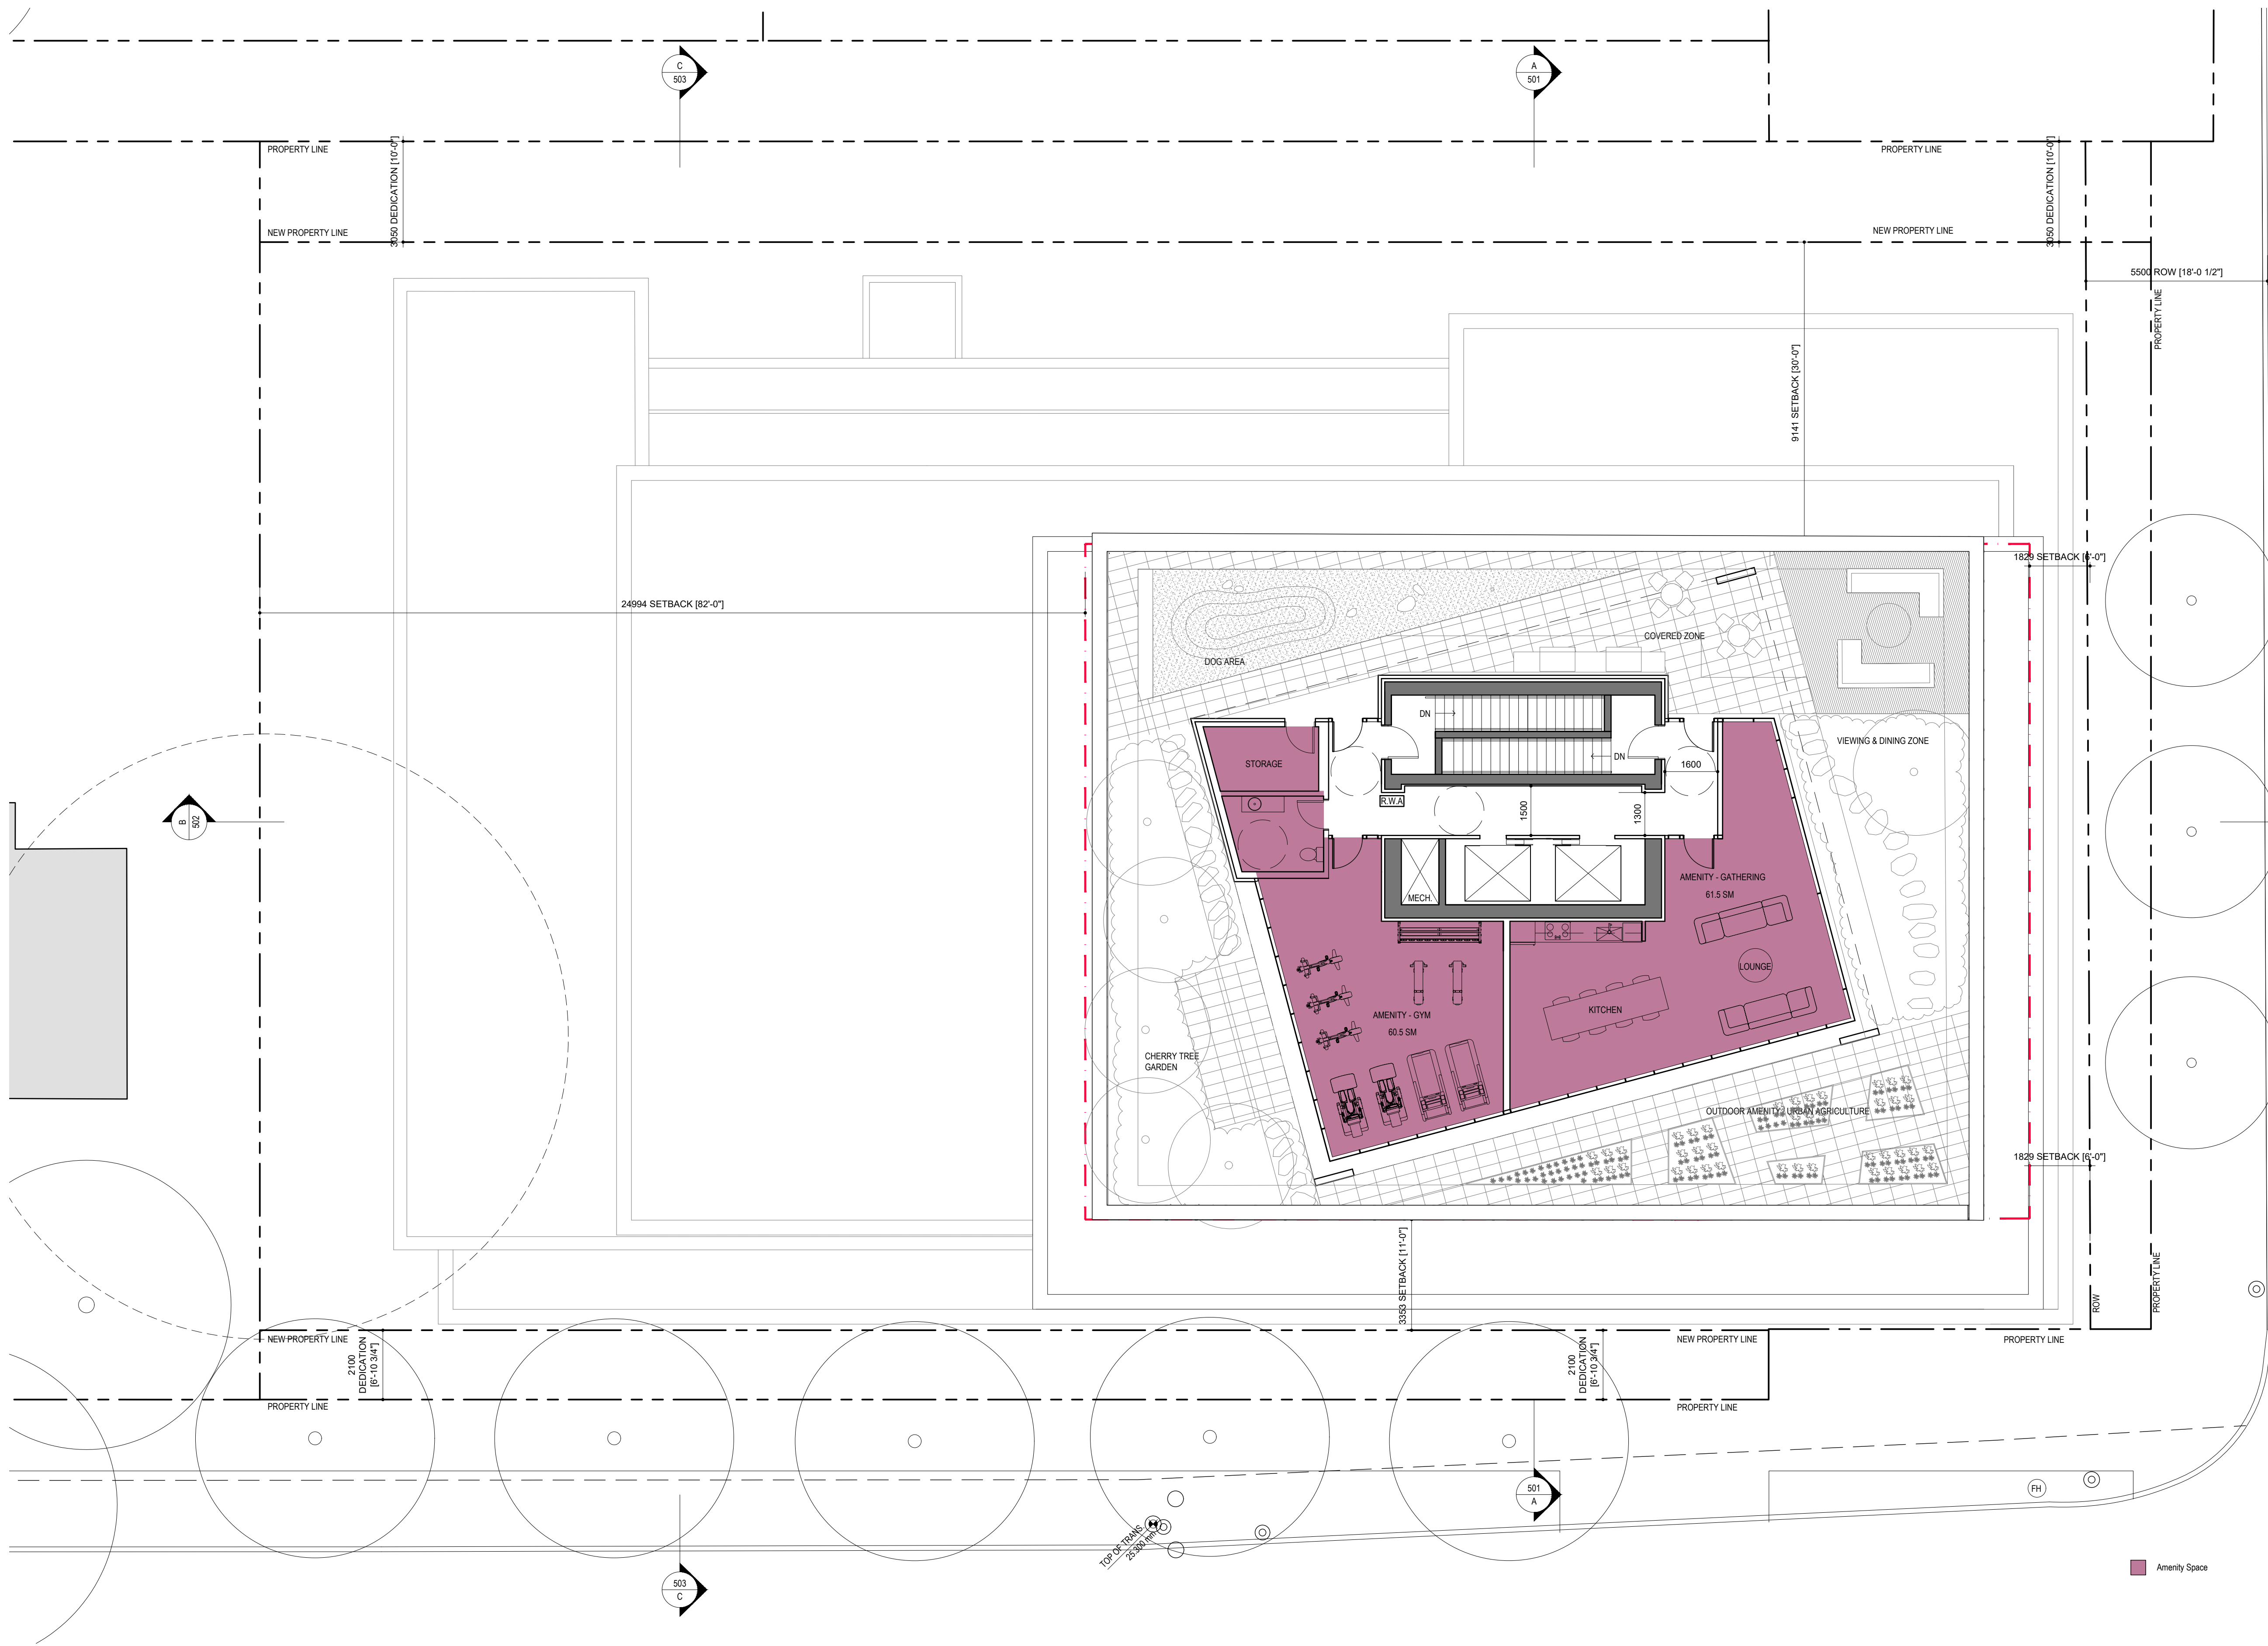 C
503
A
501
PROPERTY LINE
PROPERTY LINE
3050 DEDICATION [10'-0"]
3050 DEDICATION [10'-0"]
NEW PROPERTY LINE
NEW PROPERTY LINE
5500 ROW [18'-0 1/2"]
PROPERTY LINE
9141 SETBACK [30'-0"]
1829 SETBACK [6'-0"]
24994 SETBACK [82'-0"]
COVERED ZONE
DOG AREA
DN
VIEWING & DINING ZONE
DN
STORAGE
1600
R.W.A
1500
1300
B
502
AMENITY - GATHERING
61.5 SM
MECH.
LOUNGE
KITCHEN
AMENITY - GYM
60.5 SM
CHERRY TREE
GARDEN
OUTDOOR AMENITY - URBAN AGRICULTURE
1829 SETBACK [6'-0"]
3353 SETBACK [11'-0"]
ROW
PROPERTY LINE
NEW PROPERTY LINE
NEW PROPERTY LINE
PROPERTY LINE
2100
DEDICATION
[6'-10 3/4"]
2100
DEDICATION
[6'-10 3/4"]
PROPERTY LINE
PROPERTY LINE
501
A
FH
TOP OF TRANS.
25.300 mm
503
C
Amenity Space